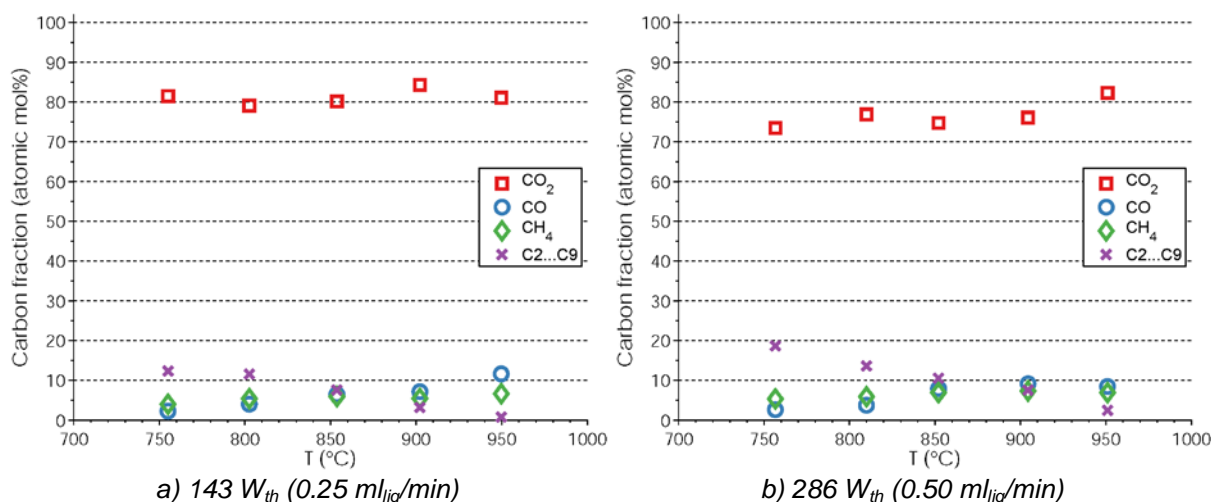 Carbon fraction (atomic mol%)
100
90
80
70
60
50
40
30
20
10
0
700
750
800
850
900
950
1000
T (°C)
CO2
CO
CH4
C2...C9
a) 143 Wth (0.25 mlliq/min)
Carbon fraction (atomic mol%)
100
90
80
70
60
50
40
30
20
10
0
700
750
800
850
900
950
1000
T (°C)
CO2
CO
CH4
C2...C9
b) 286 Wth (0.50 mlliq/min)